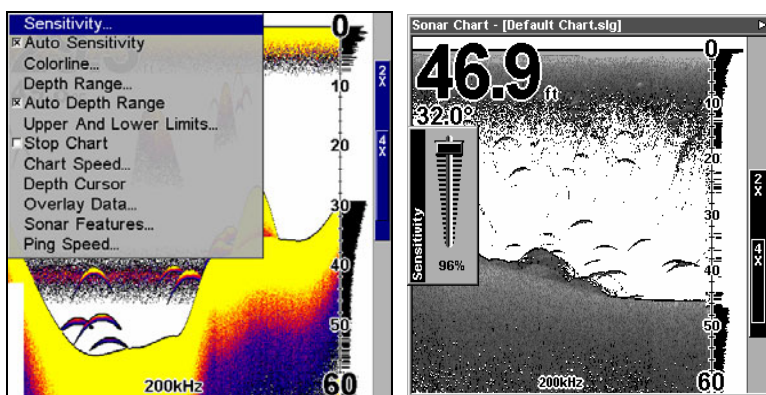 Sensitivity...
Auto Sensitivity
Colorline...
Depth Range...
Auto Depth Range
Upper And Lower Limits...
Stop Chart
Chart Speed...
Depth Cursor
Overlay Data...
Sonar Features...
Ping Speed...
0
10
20
30
40
50
60
200kHz
2X
4X
Sonar Chart - [Default Chart.slg]
46.9 ft
32.0°
Sensitivity
96%
0
10
20
30
40
50
60
200kHz
2X
4X